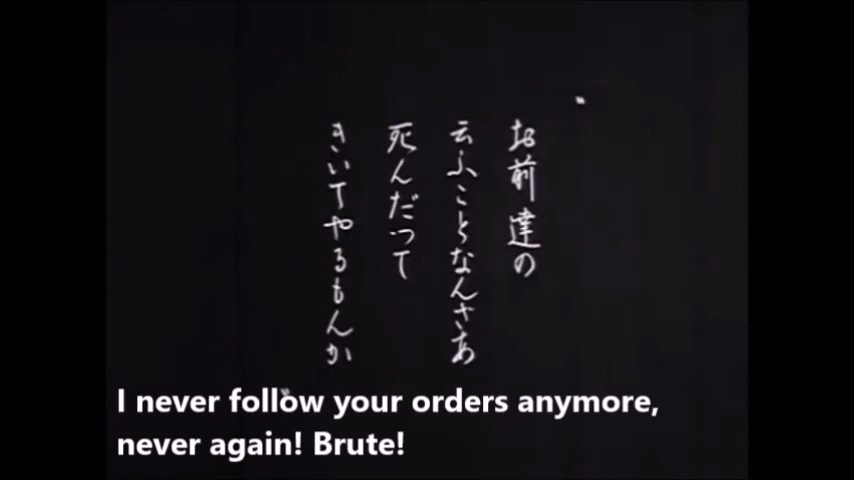 お前達の
云ふことなんざあ
死んだつて
きいてやるもんか
I never follow your orders anymore,
never again! Brute!